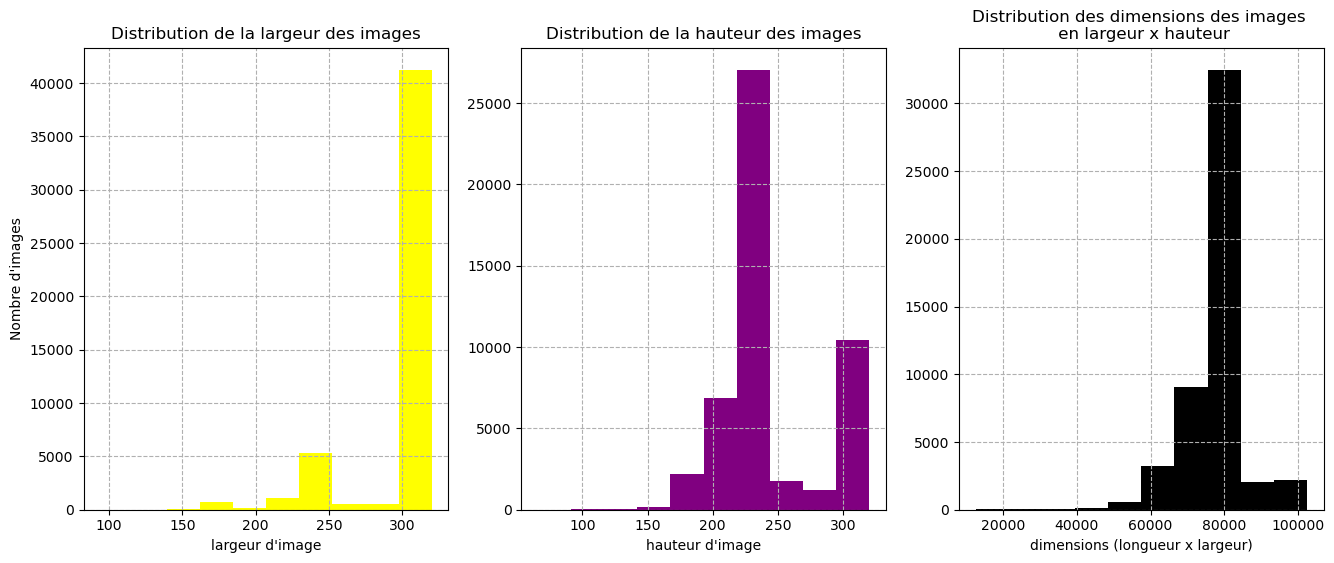 Distribution de la largeur des images
40000
35000
30000
25000
20000
15000
10000
5000
0
Nombre d'images
100 150 200 250 300
largeur d'image
Distribution de la hauteur des images
25000
20000
15000
10000
5000
0
100 150 200 250 300
hauteur d'image
Distribution des dimensions des images
en largeur x hauteur
30000
25000
20000
15000
10000
5000
0
20000 40000 60000 80000 100000
dimensions (longueur x largeur)